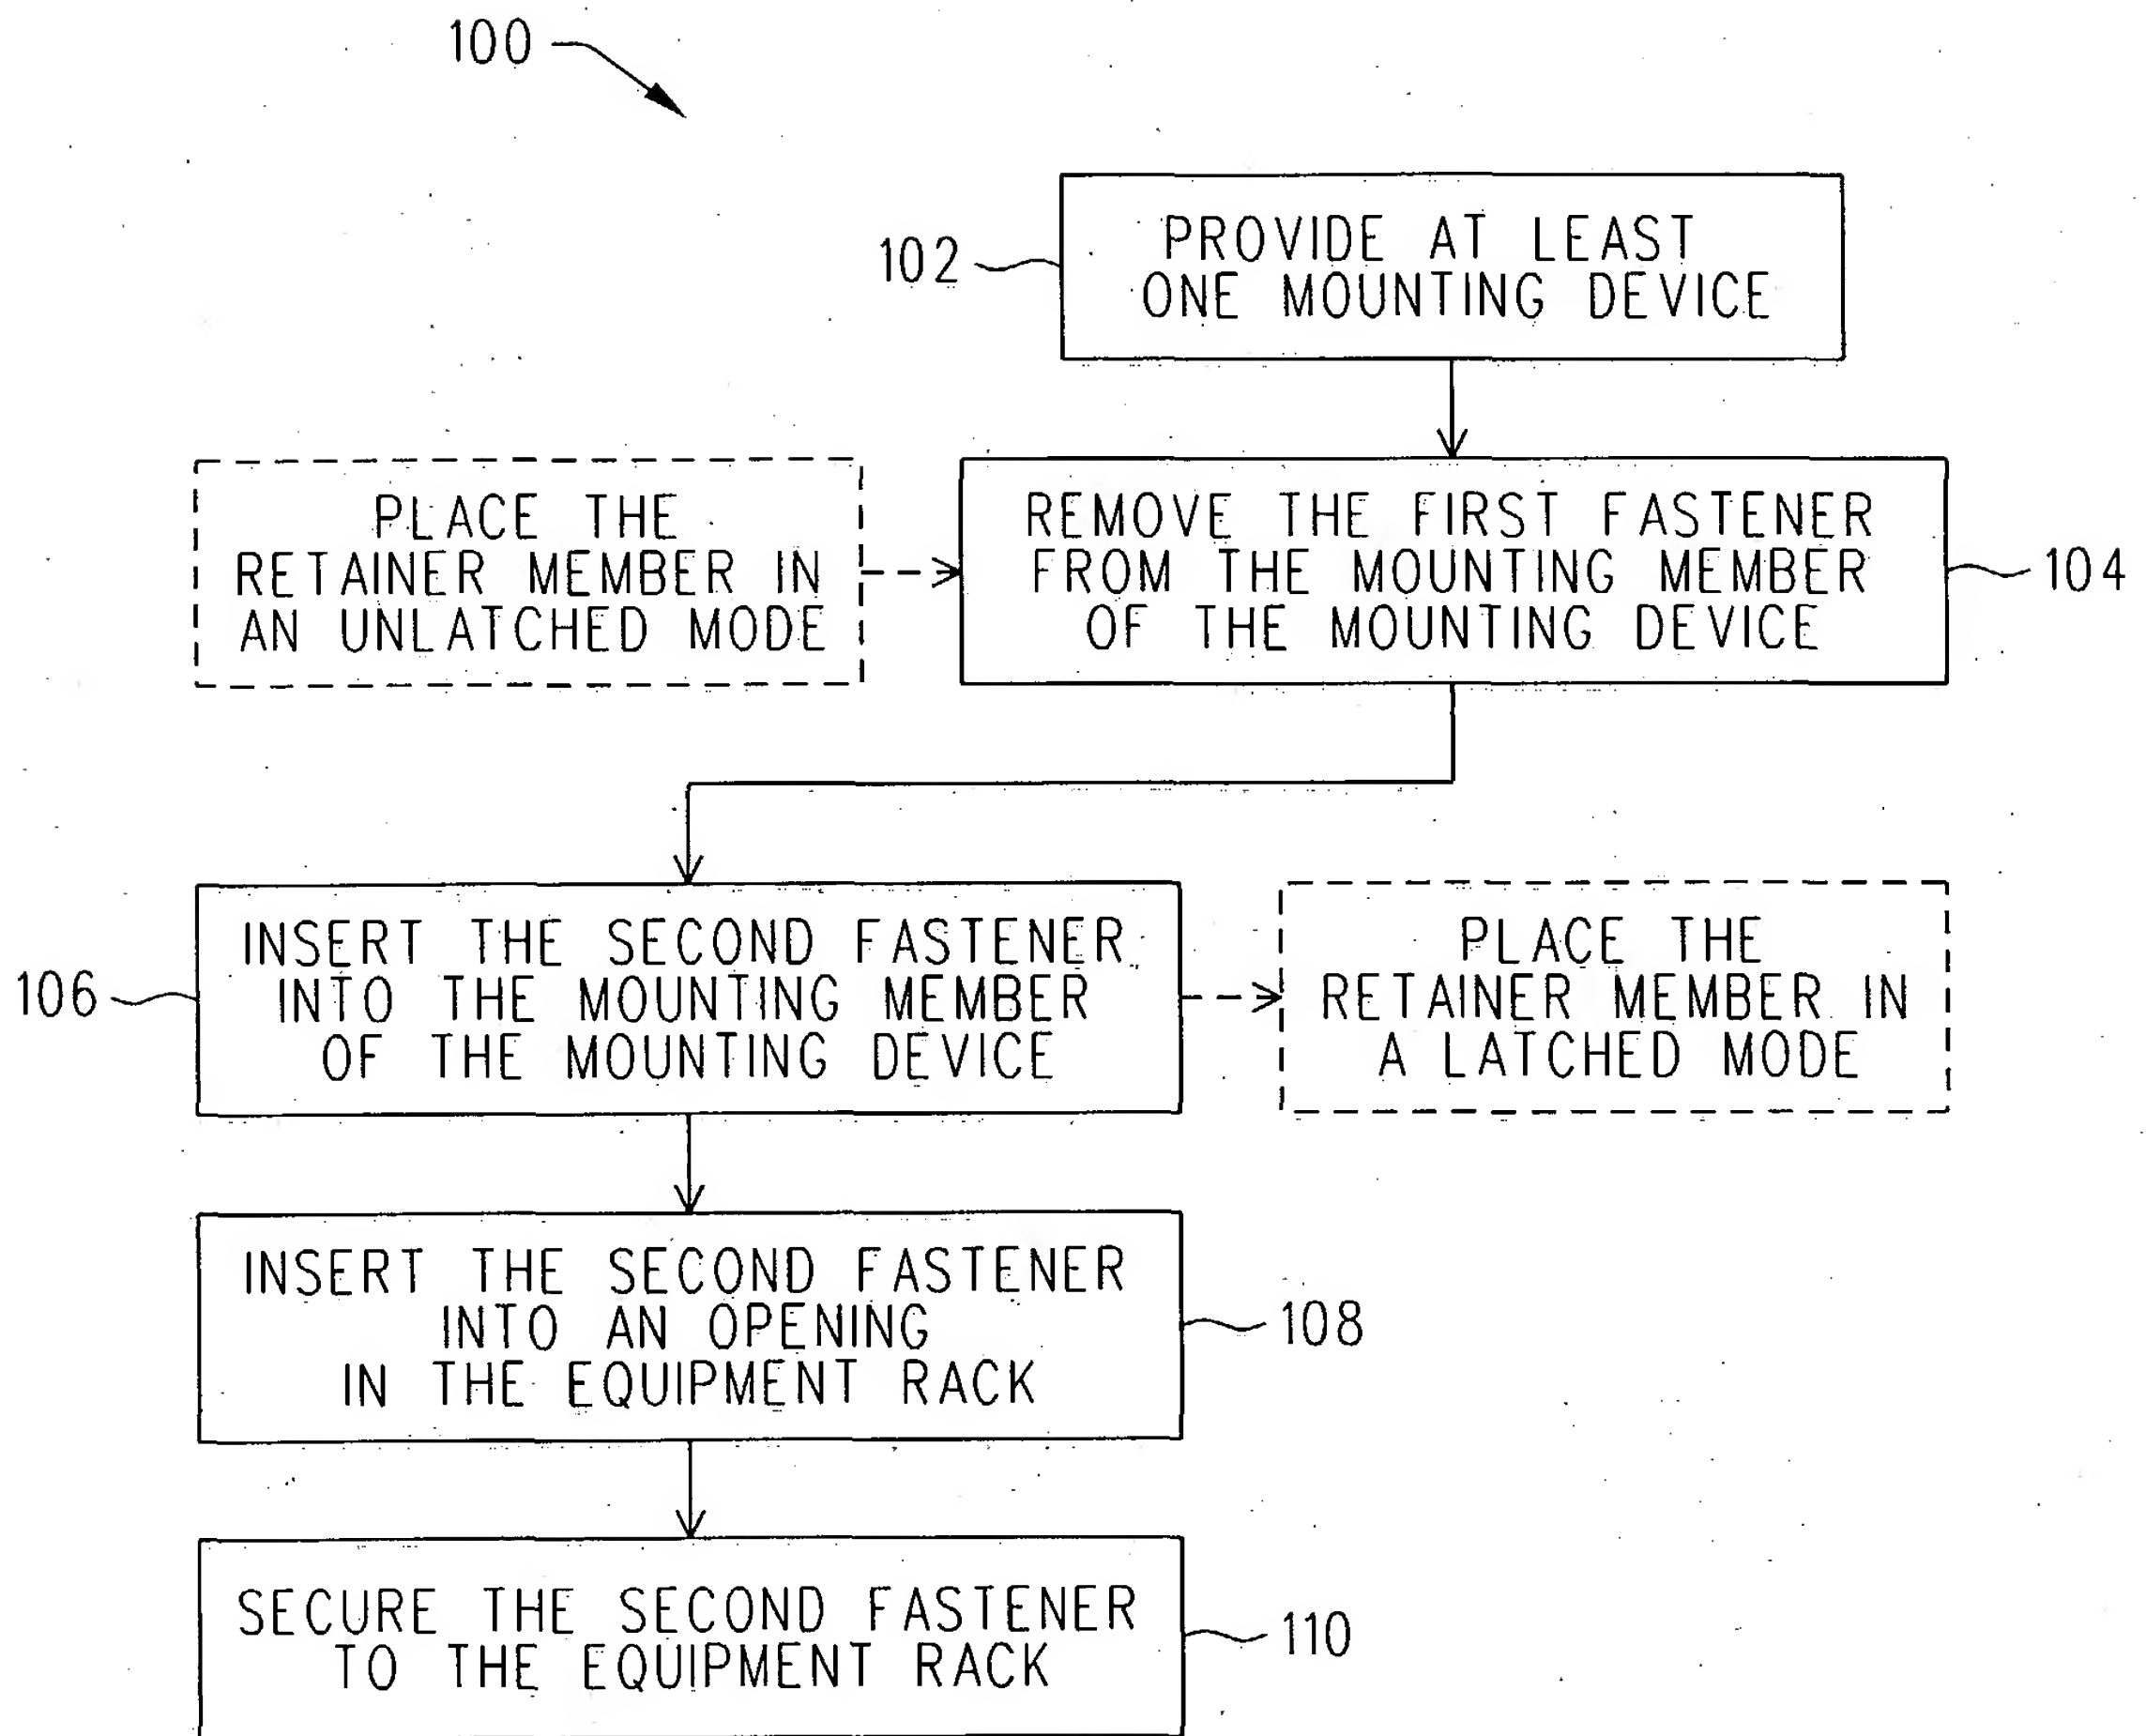 100
102
PROVIDE AT LEAST
ONE MOUNTING DEVICE
PLACE THE
RETAINER MEMBER IN
AN UNLATCHED MODE
REMOVE THE FIRST FASTENER
FROM THE MOUNTING MEMBER
OF THE MOUNTING DEVICE
104
106
INSERT THE SECOND FASTENER
INTO THE MOUNTING MEMBER
OF THE MOUNTING DEVICE
PLACE THE
RETAINER MEMBER IN
A LATCHED MODE
INSERT THE SECOND FASTENER
INTO AN OPENING
IN THE EQUIPMENT RACK
108
SECURE THE SECOND FASTENER
TO THE EQUIPMENT RACK
110